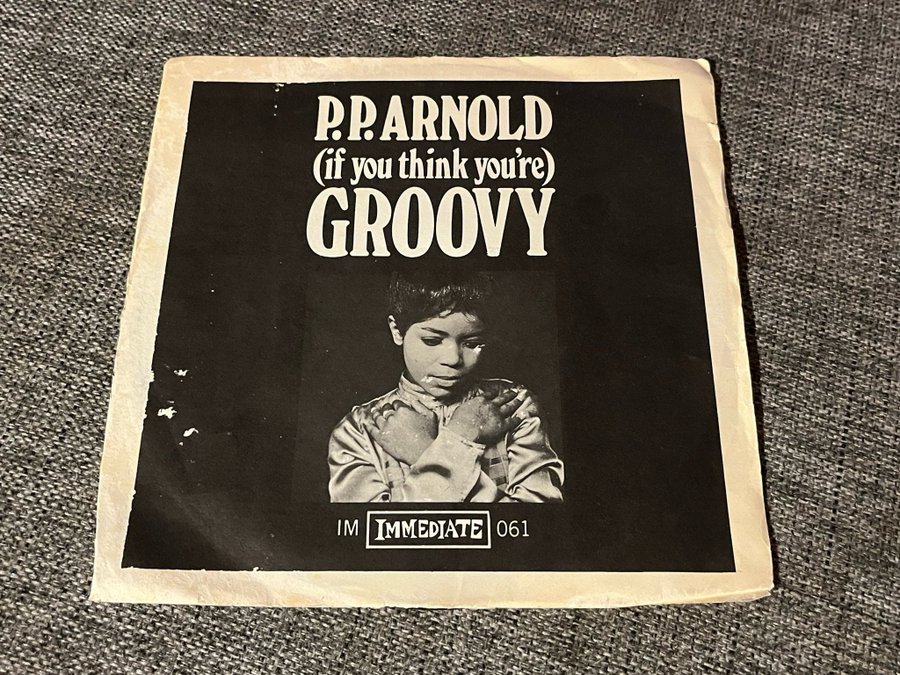 P.P. ARNOLD
(if you think you're)
GROOVY
IM IMMEDIATE 061